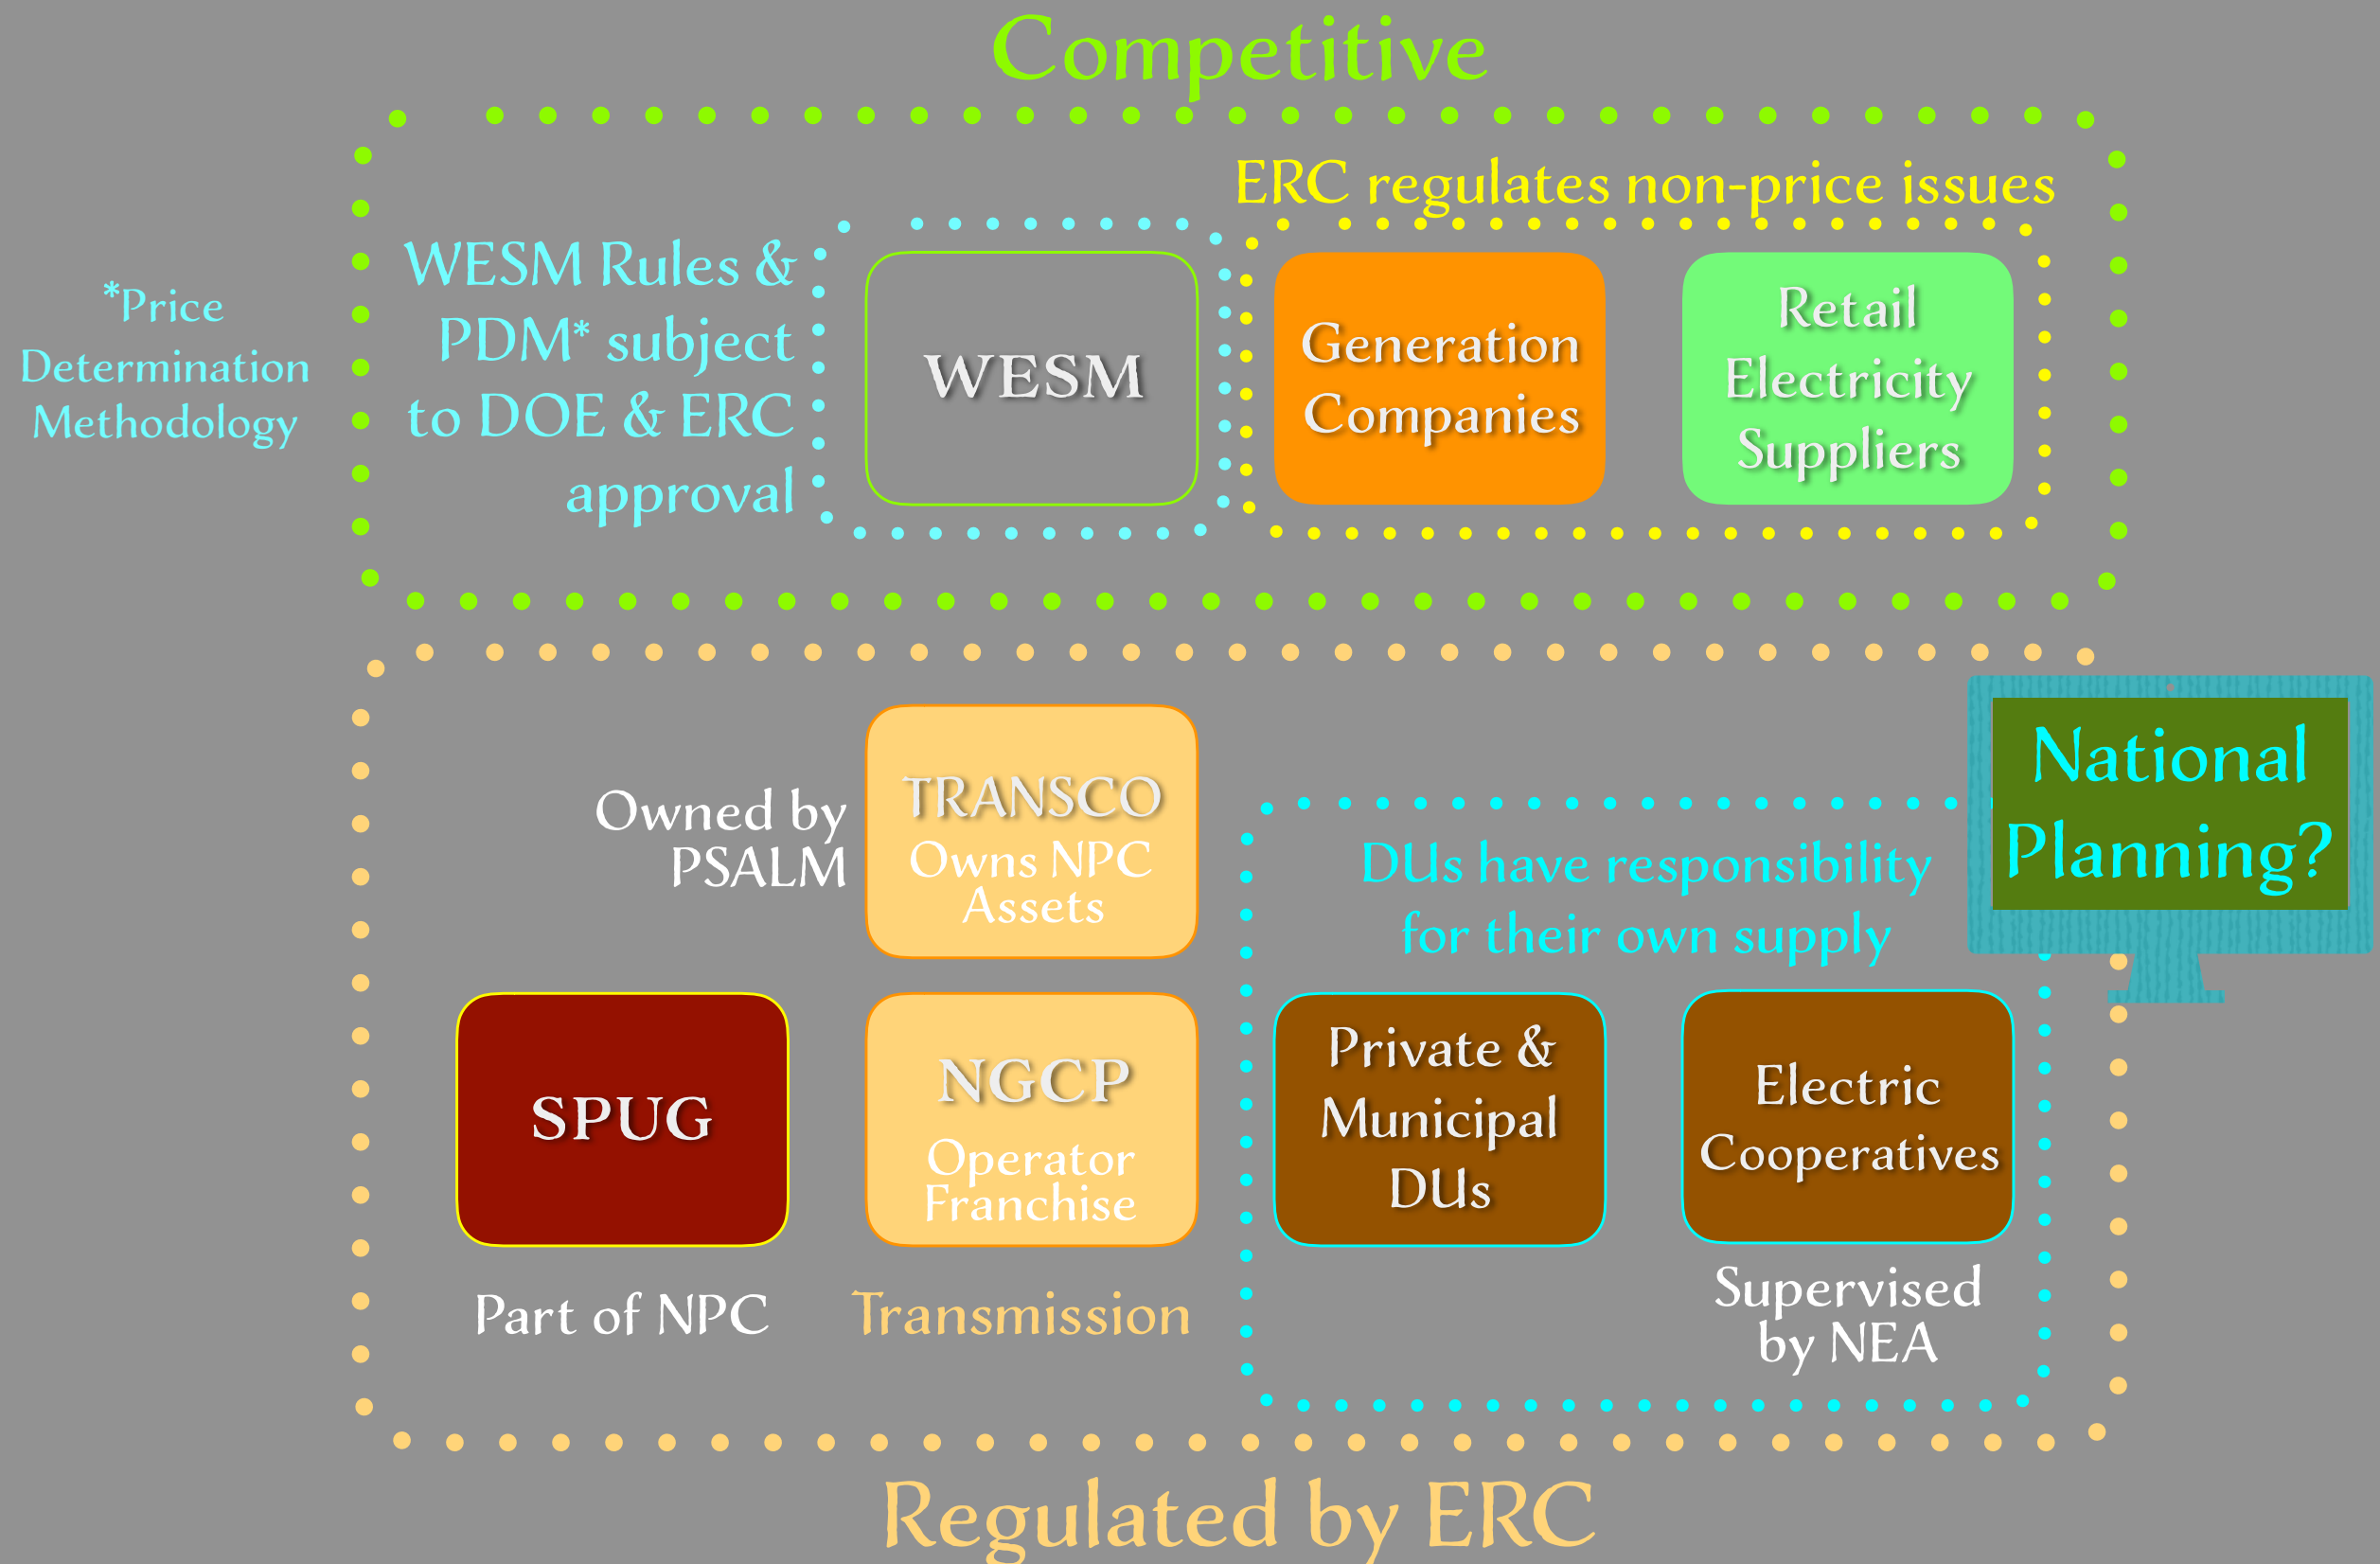 Competitive
ERC regulates non-price issues
*Price
Determination
Methodology
WESM Rules &
PDM* subject
to DOE & ERC
approval
WESM
Generation
Companies
Retail
Electricity
Suppliers
Owned by
PSALM
TRANSCO
Owns NPC
Assets
National
Planning?
DUs have responsibility
for their own supply
SPUG
Part of NPC
NGCP
Operator
Franchise
Transmission
Private &
Municipal
DUs
Electric
Cooperatives
Supervised
by NEA
Regulated by ERC